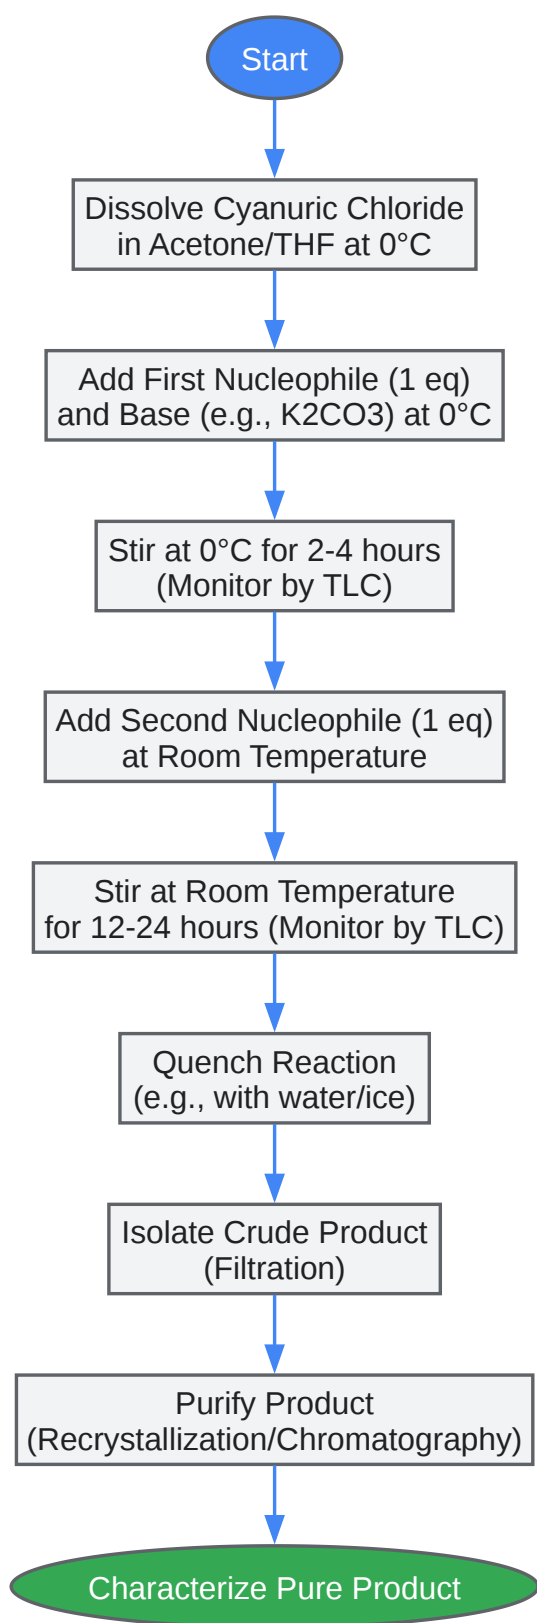 Start
Dissolve Cyanuric Chloride
in Acetone/THF at 0°C
Add First Nucleophile (1 eq)
and Base (e.g., K2CO3) at 0°C
Stir at 0°C for 2-4 hours
(Monitor by TLC)
Add Second Nucleophile (1 eq)
at Room Temperature
Stir at Room Temperature
for 12-24 hours (Monitor by TLC)
Quench Reaction
(e.g., with water/ice)
Isolate Crude Product
(Filtration)
Purify Product
(Recrystallization/Chromatography)
Characterize Pure Product